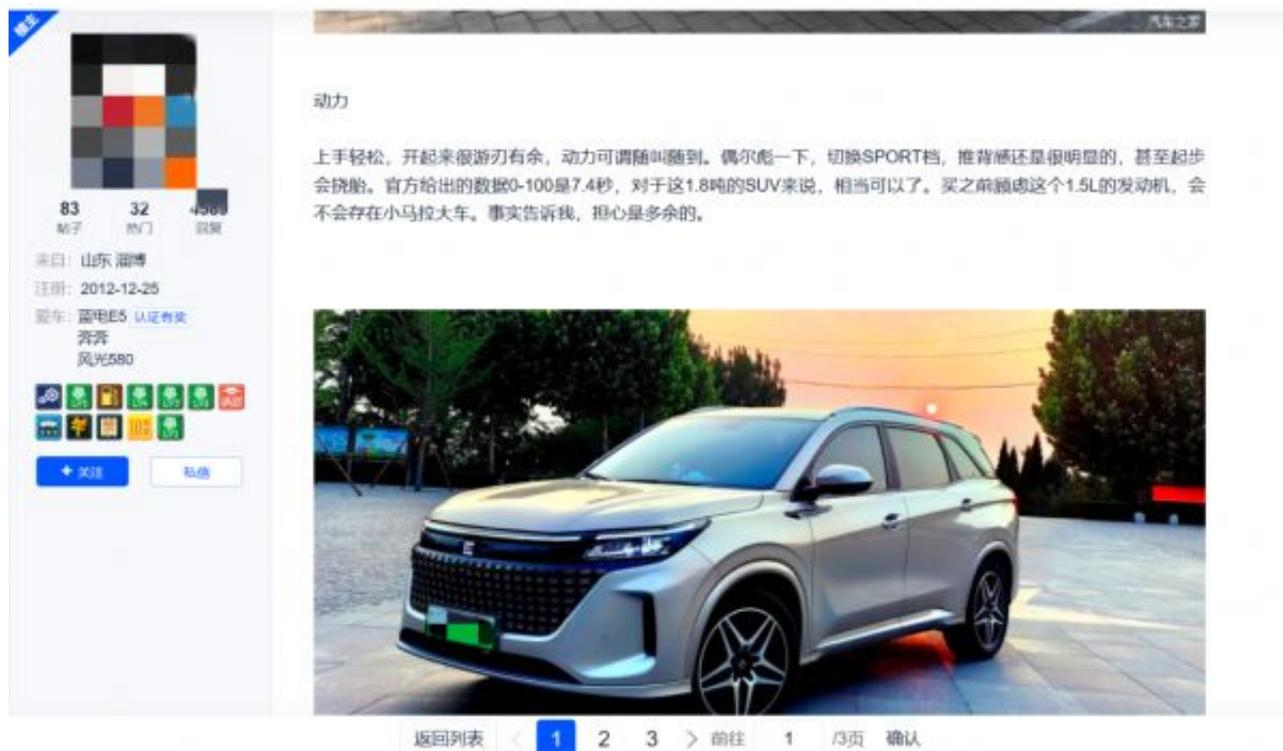 楼主
汽车之家
动力
上手轻松，开起来很游刃有余，动力可谓随叫随到。偶尔彪一下，切换SPORT档，推背感还是很明显的，甚至起步
会挠胎。官方给出的数据0-100是7.4秒，对于这1.8吨的SUV来说，相当可以了。买之前顾虑这个1.5L的发动机，会
不会存在小马拉大车。事实告诉我，担心是多余的。
83 32
帖子 热门 回复
来自：山东 淄博
注册：2012-12-25
爱车：蓝电E5 认证有奖
奔奔
风光580
+ 关注 私信
返回列表 < 1 2 3 > 前往 1 /3页 确认